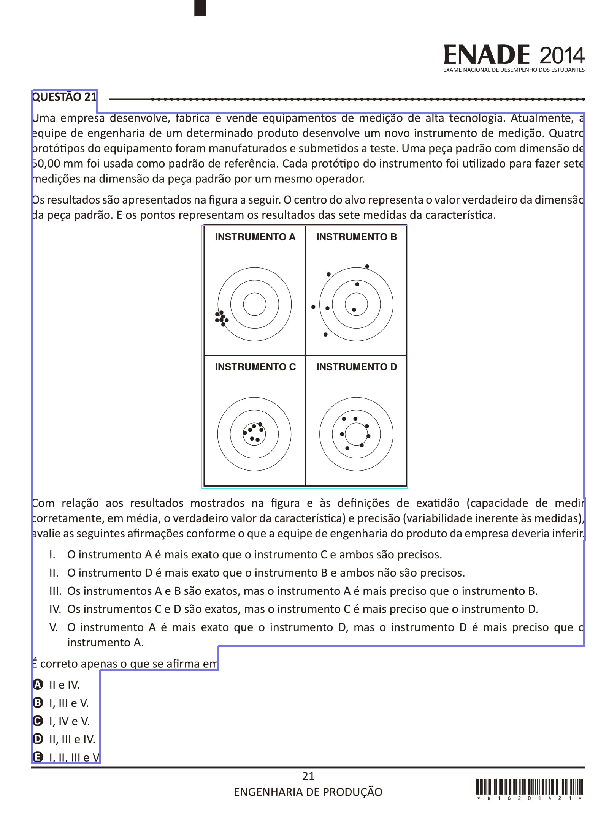 ENADE 2014
EXAME NACIONAL DE DESEMPENHO DOS ESTUDANTES
QUESTÃO 21
Uma empresa desenvolve, fabrica e vende equipamentos de medição de alta tecnologia. Atualmente, a
equipe de engenharia de um determinado produto desenvolve um novo instrumento de medição. Quatro
protótipos do equipamento foram manufaturados e submetidos a teste. Uma peça padrão com dimensão de
50,00 mm foi usada como padrão de referência. Cada protótipo do instrumento foi utilizado para fazer sete
medições na dimensão da peça padrão por um mesmo operador.
Os resultados são apresentados na figura a seguir. O centro do alvo representa o valor verdadeiro da dimensão
da peça padrão. E os pontos representam os resultados das sete medidas da característica.
INSTRUMENTO A INSTRUMENTO B
INSTRUMENTO C INSTRUMENTO D
Com relação aos resultados mostrados na figura e às definições de exatidão (capacidade de medir
corretamente, em média, o verdadeiro valor da característica) e precisão (variabilidade inerente às medidas),
avalie as seguintes afirmações conforme o que a equipe de engenharia do produto da empresa deveria inferir.
I. O instrumento A é mais exato que o instrumento C e ambos são precisos.
II. O instrumento D é mais exato que o instrumento B e ambos não são precisos.
III. Os instrumentos A e B são exatos, mas o instrumento A é mais preciso que o instrumento B.
IV. Os instrumentos C e D são exatos, mas o instrumento C é mais preciso que o instrumento D.
V. O instrumento A é mais exato que o instrumento D, mas o instrumento D é mais preciso que o
instrumento A.
É correto apenas o que se afirma em
A II e IV.
B I, III e V.
C I, IV e V.
D II, III e IV.
E I, II, III e V
21
ENGENHARIA DE PRODUÇÃO